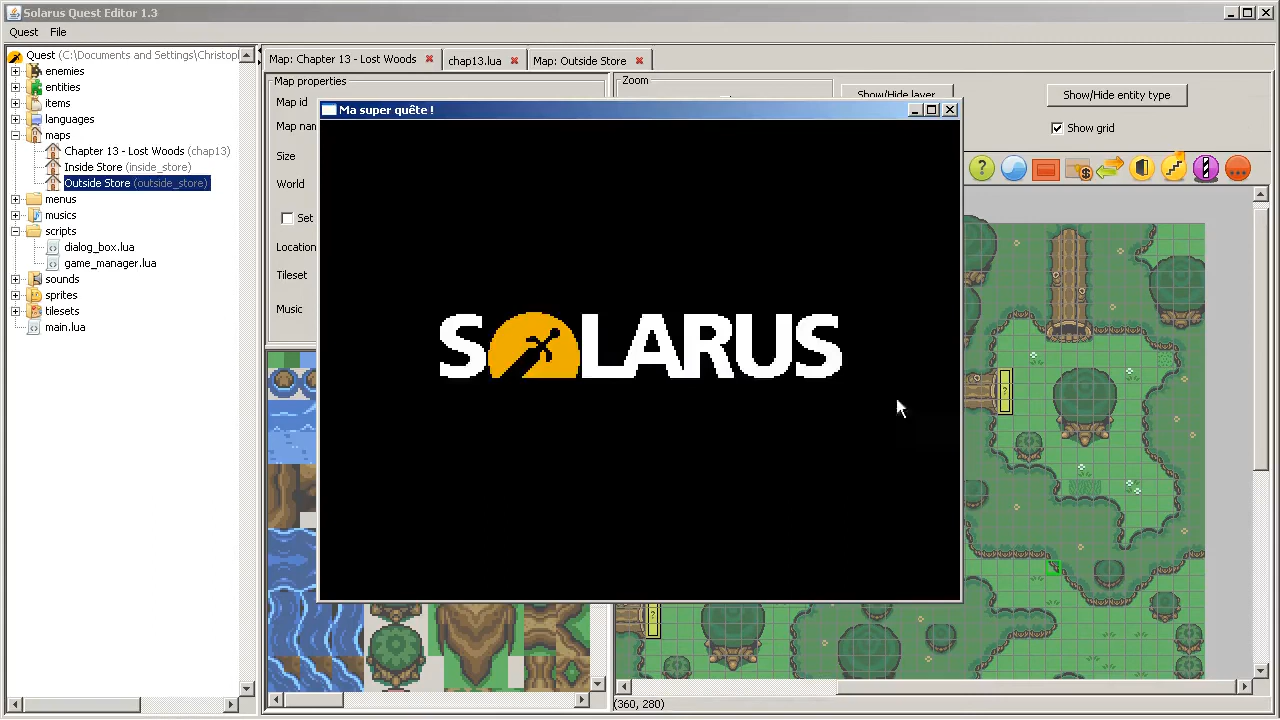 Solarus Quest Editor 1.3
Quest File
Quest (C:\Documents and Settings\Christopl
enemies
entities
items
languages
maps
Chapter 13 - Lost Woods (chap13)
Inside Store (inside_store)
Outside Store (outside_store)
menus
musics
scripts
dialog_box.lua
game_manager.lua
sounds
sprites
tilesets
main.lua
Map: Chapter 13 - Lost Woods
chap13.lua
Map: Outside Store
Map properties
Map id
Map nam
Size
World
Set
Location
Tileset
Music
Zoom
Show/Hide layer
Show/Hide entity type
Show grid
Ma super quête !
SOLARUS
(360, 280)